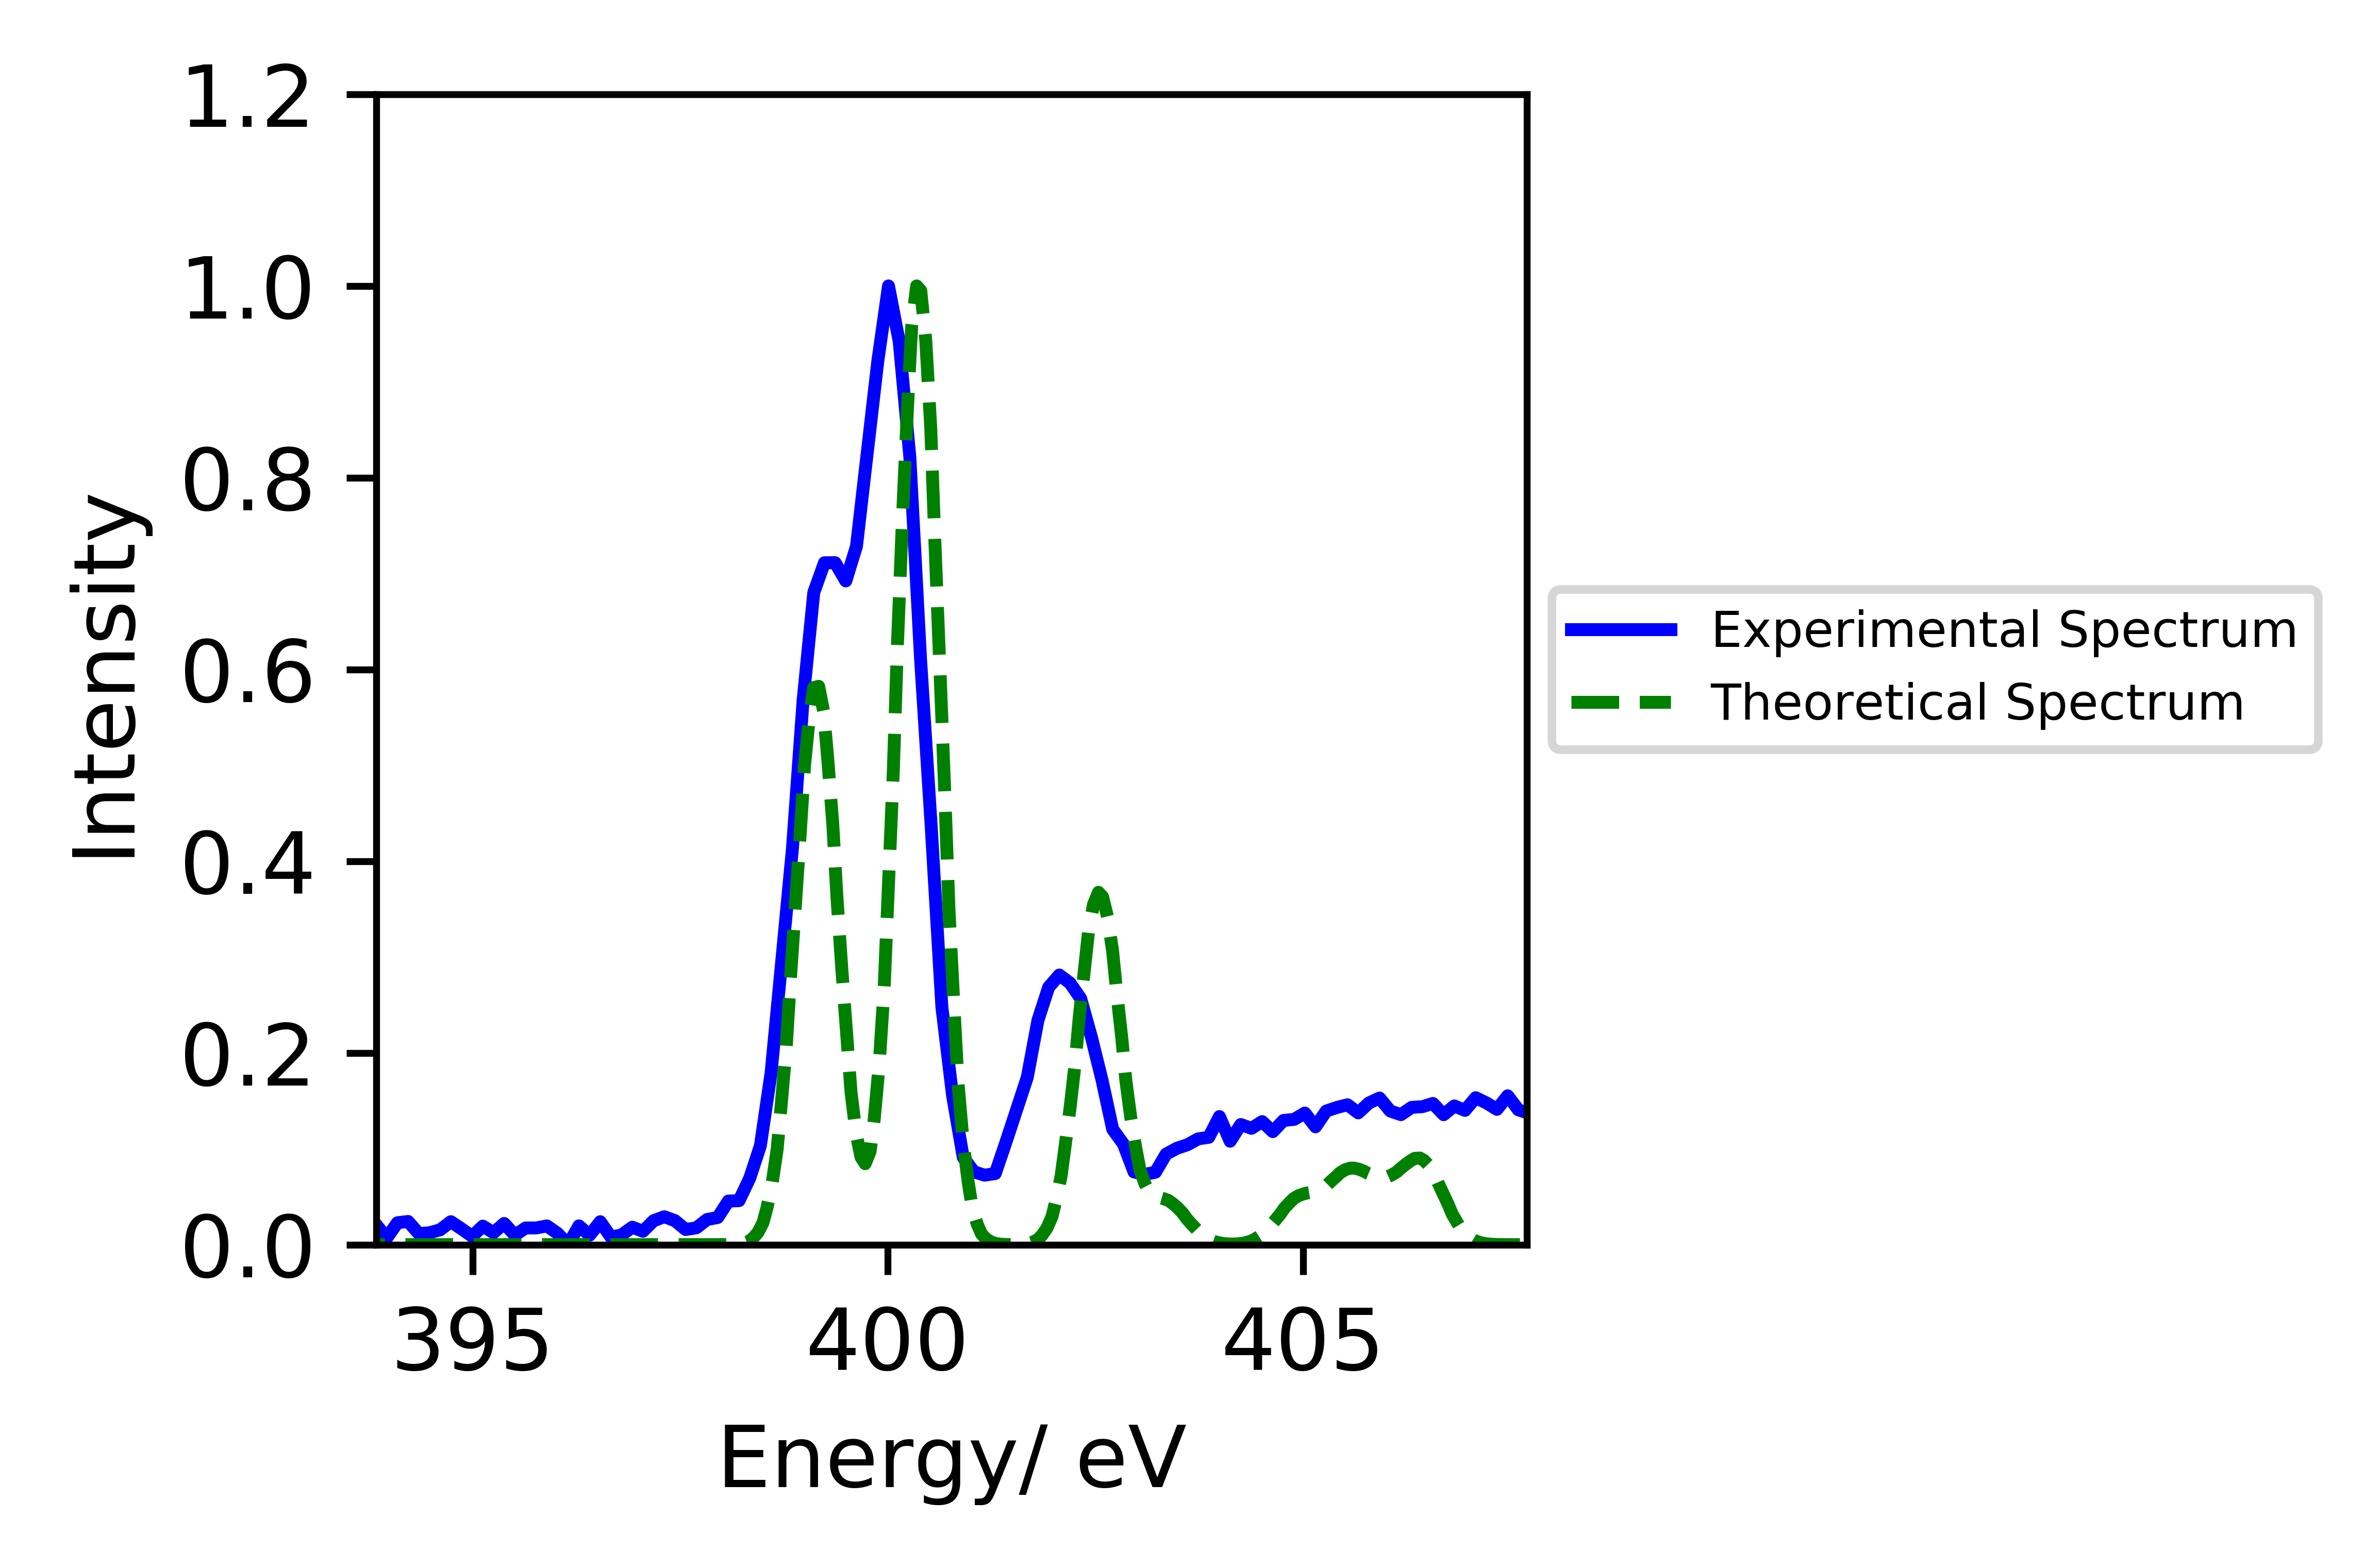 1.2
1.0
0.8
0.6
0.4
0.2
0.0
Intensity
395 400 405
Energy/ eV
Experimental Spectrum
Theoretical Spectrum